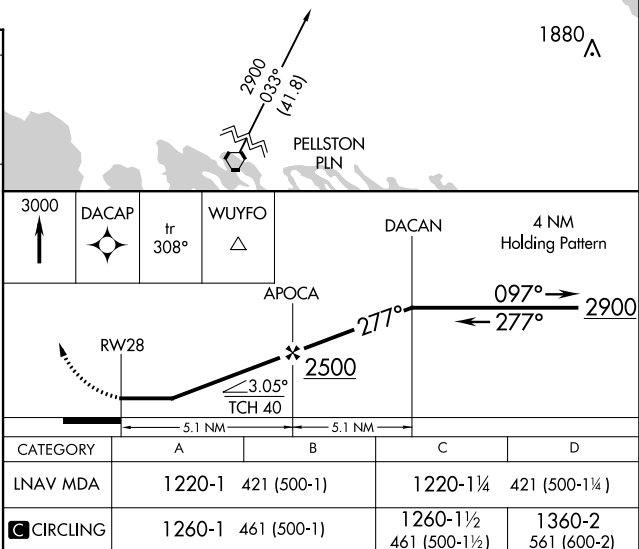 1880
2900
033°
(41.8)
PELLSTON
PLN
3000
DACAP
tr
308°
WUYFO
DACAN
4 NM
Holding Pattern
APOCA
097°
2900
277°
277°
RW28
2500
3.05°
TCH 40
5.1 NM
5.1 NM
CATEGORY A B C D
LNAV MDA 1220-1 421 (500-1) 1220-1¼ 421 (500-1¼)
C CIRCLING 1260-1 461 (500-1) 1260-1½ 461 (500-1½) 1360-2 561 (600-2)